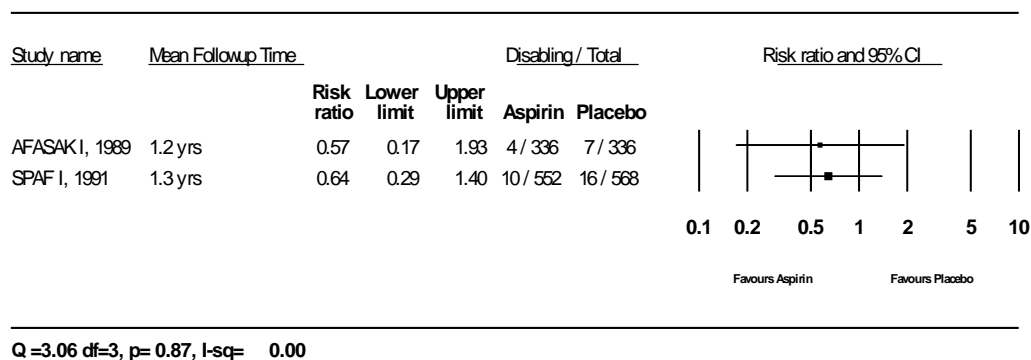 Study name Mean Followup Time Disabling / Total Risk ratio and 95% CI
Risk ratio Lower limit Upper limit Aspirin Placebo
AFASAK I, 1989 1.2 yrs 0.57 0.17 1.93 4 / 336 7 / 336
SPAF I, 1991 1.3 yrs 0.64 0.29 1.40 10 / 552 16 / 568
0.1 0.2 0.5 1 2 5 10
Favours Aspirin Favours Placebo
Q =3.06 df=3, p= 0.87, I-sq= 0.00